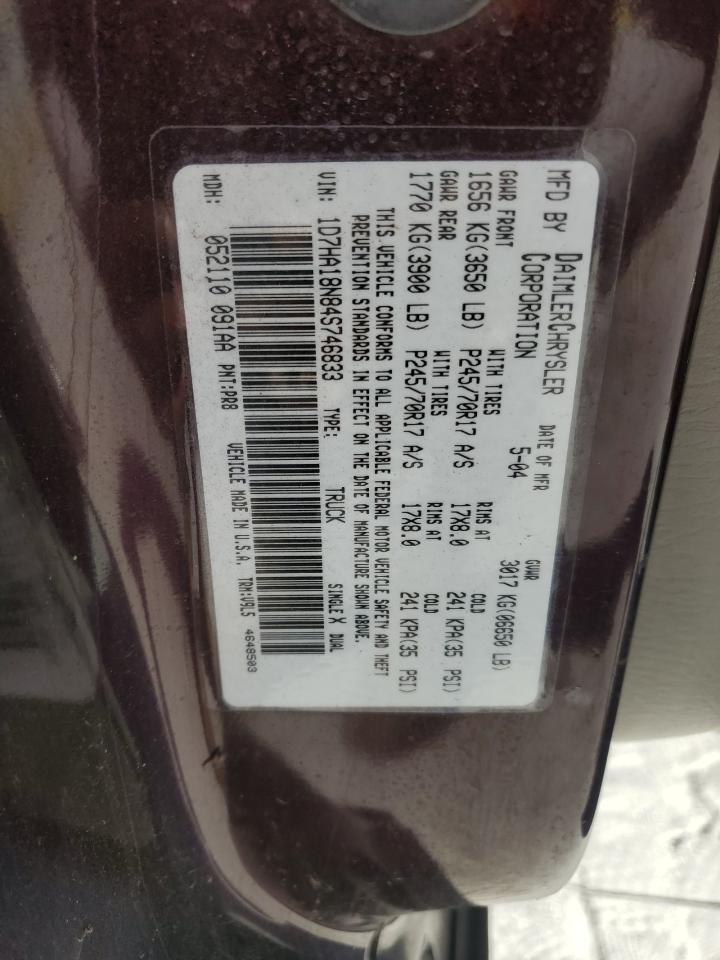 MFD BY DAIMLERCHRYSLER CORPORATION
DATE OF MFR 5-04
GVWR 3017 KG(06650 LB)
GAWR FRONT WITH TIRES RIMS AT COLD
1656 KG(3650 LB) P245/70R17 A/S 17X8.0 241 KPA(35 PSI)
GAWR REAR WITH TIRES RIMS AT COLD
1770 KG(3900 LB) P245/70R17 A/S 17X8.0 241 KPA(35 PSI)
THIS VEHICLE CONFORMS TO ALL APPLICABLE FEDERAL MOTOR VEHICLE SAFETY AND THEFT
PREVENTION STANDARDS IN EFFECT ON THE DATE OF MANUFACTURE SHOWN ABOVE.
VIN: 1D7HA18N84S746833 TYPE: TRUCK SINGLE X DUAL
VEHICLE MADE IN U.S.A. 4648503
MDH: 052110 091AA PNT:PR8 TRM:V9L5